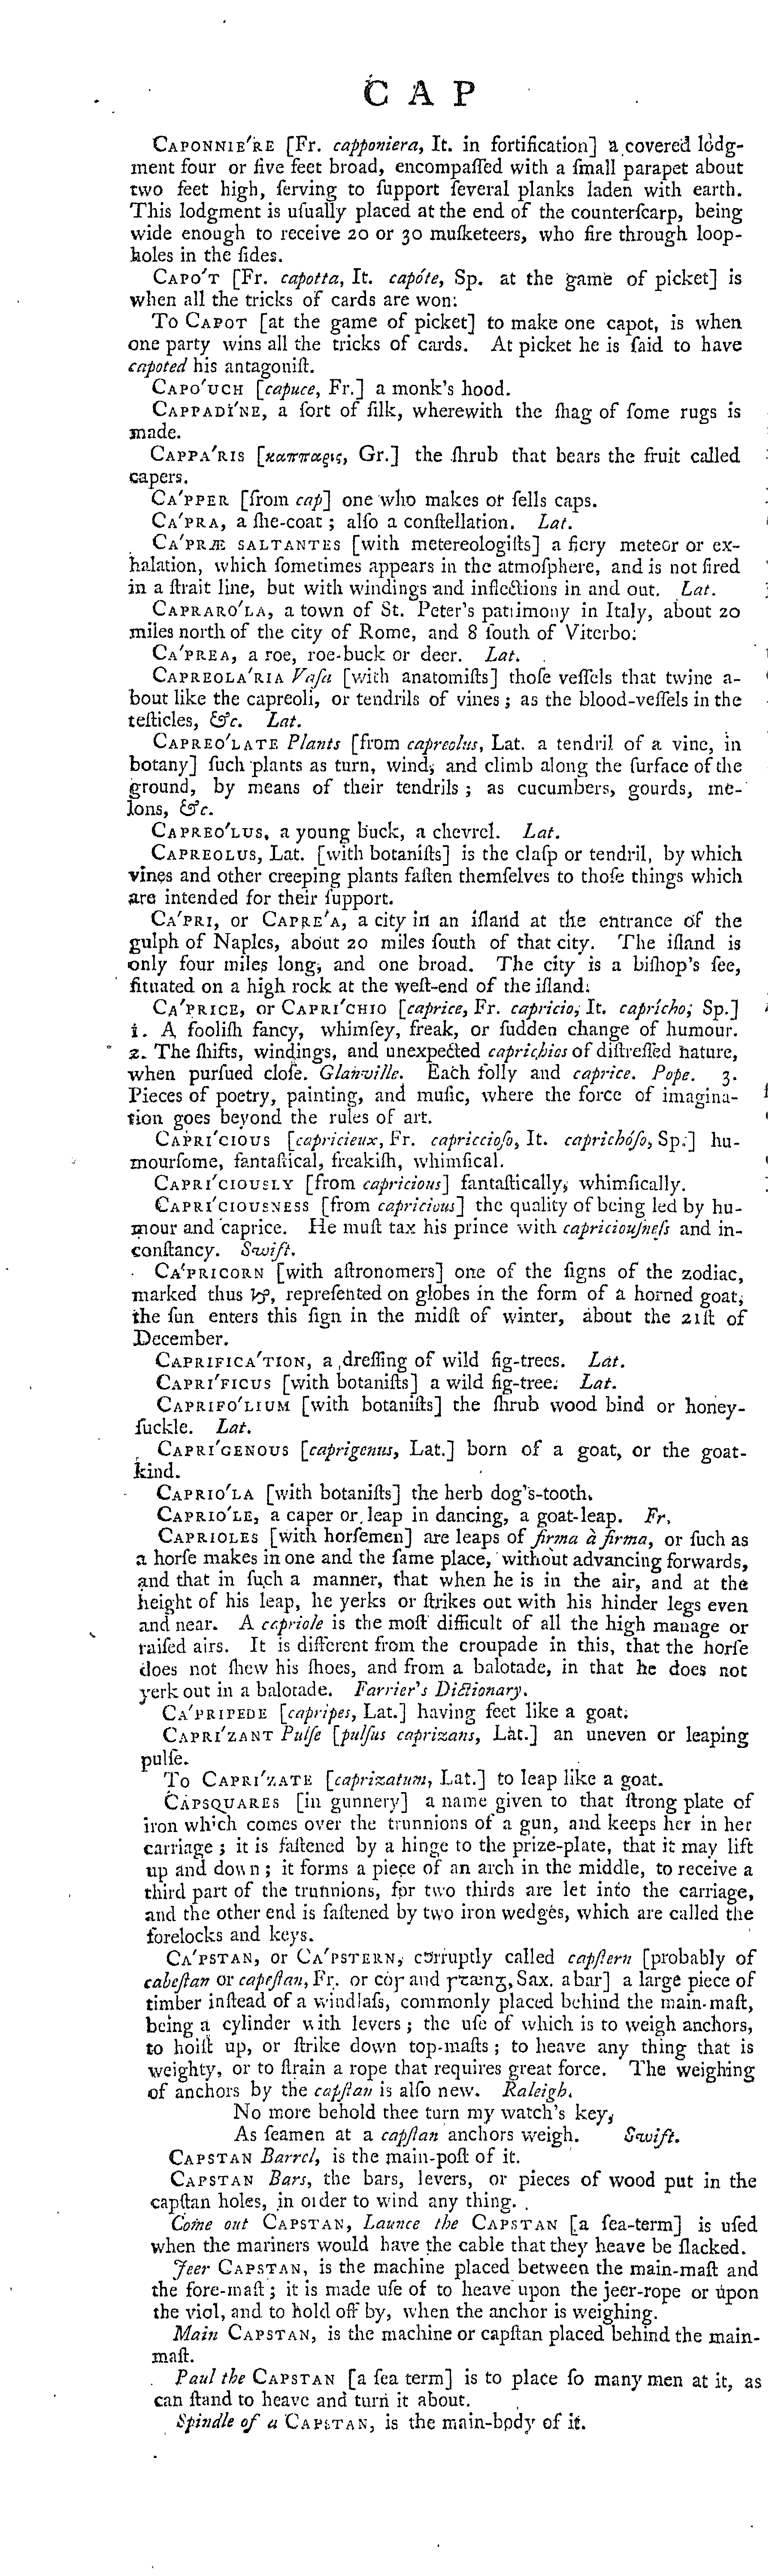 C A P
CAPONNIE'RE [Fr. capponiera, It. in fortification] a covered lodg-
ment four or five feet broad, encompaſſed with a ſmall parapet about
two feet high, ſerving to ſupport ſeveral planks laden with earth.
This lodgment is uſually placed at the end of the counterſcarp, being
wide enough to receive 20 or 30 muſketeers, who fire through loop-
holes in the ſides.
CAPO'T [Fr. capotta, It. capóte, Sp. at the game of picket] is
when all the tricks of cards are won.
To CAPOT [at the game of picket] to make one capot, is when
one party wins all the tricks of cards. At picket he is ſaid to have
capoted his antagoniſt.
CAPO'UCH [capuce, Fr.] a monk's hood.
CAPPADI'NE, a ſort of ſilk, wherewith the ſhag of ſome rugs is
made.
CAPPA'RIS [καππαρις, Gr.] the ſhrub that bears the fruit called
capers.
CA'PPER [from cap] one who makes or ſells caps.
CA'PRA, a ſhe-coat; alſo a conſtellation. Lat.
CA'PRÆ SALTANTES [with metereologiſts] a fiery meteor or ex-
halation, which ſometimes appears in the atmoſphere, and is not fired
in a ſtrait line, but with windings and inflections in and out. Lat.
CAPRARO'LA, a town of St. Peter's patrimony in Italy, about 20
miles north of the city of Rome, and 8 ſouth of Viterbo.
CA'PREA, a roe, roe-buck or deer. Lat.
CAPREOLA'RIA Vaſa [with anatomiſts] thoſe veſſels that twine a-
bout like the capreoli, or tendrils of vines; as the blood-veſſels in the
teſticles, &c. Lat.
CAPREO'LATE Plants [from capreolus, Lat. a tendril of a vine, in
botany] ſuch plants as turn, wind, and climb along the ſurface of the
ground, by means of their tendrils; as cucumbers, gourds, me-
lons, &c.
CAPREO'LUS, a young buck, a chevrel. Lat.
CAPREOLUS, Lat. [with botaniſts] is the claſp or tendril, by which
vines and other creeping plants faſten themſelves to thoſe things which
are intended for their ſupport.
CA'PRI, or CAPRE'A, a city in an iſland at the entrance of the
gulph of Naples, about 20 miles ſouth of that city. The iſland is
only four miles long, and one broad. The city is a biſhop's ſee,
ſituated on a high rock at the weſt-end of the iſland.
CA'PRICE, or CAPRI'CHIO [caprice, Fr. capricio, It. caprícho, Sp.]
1. A fooliſh fancy, whimſey, freak, or ſudden change of humour.
2. The ſhifts, windings, and unexpected caprichios of diſtreſſed nature,
when purſued cloſe. Glanville. Each folly and caprice. Pope. 3.
Pieces of poetry, painting, and muſic, where the force of imagina-
tion goes beyond the rules of art.
CAPRI'CIOUS [capricieux, Fr. capriccioſo, It. caprichóſo, Sp.] hu-
mourſome, fantaſtical, freakiſh, whimſical.
CAPRI'CIOUSLY [from capricious] fantaſtically, whimſically.
CAPRI'CIOUSNESS [from capricious] the quality of being led by hu-
mour and caprice. He muſt tax his prince with capriciouſneſs and in-
conſtancy. Swift.
CA'PRICORN [with aſtronomers] one of the ſigns of the zodiac,
marked thus ♑, repreſented on globes in the form of a horned goat;
the ſun enters this ſign in the midſt of winter, about the 21ſt of
December.
CAPRIFICA'TION, a dreſſing of wild fig-trees. Lat.
CAPRI'FICUS [with botaniſts] a wild fig-tree. Lat.
CAPRIFO'LIUM [with botaniſts] the ſhrub wood bind or honey-
ſuckle. Lat.
CAPRI'GENOUS [caprigenus, Lat.] born of a goat, or the goat-
kind.
CAPRIO'LA [with botaniſts] the herb dog's-tooth.
CAPRIO'LE, a caper or leap in dancing, a goat-leap. Fr.
CAPRIOLES [with horſemen] are leaps of firma à firma, or ſuch as
a horſe makes in one and the ſame place, without advancing forwards,
and that in ſuch a manner, that when he is in the air, and at the
height of his leap, he yerks or ſtrikes out with his hinder legs even
and near. A capriole is the moſt difficult of all the high manage or
raiſed airs. It is different from the croupade in this, that the horſe
does not ſhew his ſhoes, and from a balotade, in that he does not
yerk out in a balotade. Farrier's Dictionary.
CA'PRIPEDE [capripes, Lat.] having feet like a goat.
CAPRI'ZANT Pulſe [pulſus caprizans, Lat.] an uneven or leaping
pulſe.
To CAPRI'ZATE [caprizatum, Lat.] to leap like a goat.
CAPSQUARES [in gunnery] a name given to that ſtrong plate of
iron which comes over the trunnions of a gun, and keeps her in her
carriage; it is faſtened by a hinge to the prize-plate, that it may lift
up and down; it forms a piece of an arch in the middle, to receive a
third part of the trunnions, for two thirds are let into the carriage,
and the other end is faſtened by two iron wedges, which are called the
forelocks and keys.
CA'PSTAN, or CA'PSTERN, corruptly called capſtern [probably of
cabeſtan or capeſtan, Fr. or cop and ꞅꞇænᵹ, Sax. a bar] a large piece of
timber inſtead of a windlaſs, commonly placed behind the main-maſt,
being a cylinder with levers; the uſe of which is to weigh anchors,
to hoiſt up, or ſtrike down top-maſts; to heave any thing that is
weighty, or to ſtrain a rope that requires great force. The weighing
of anchors by the capſtan is alſo new. Raleigh.
No more behold thee turn my watch's key,
As ſeamen at a capſtan anchors weigh. Swift.
CAPSTAN Barrel, is the main-poſt of it.
CAPSTAN Bars, the bars, levers, or pieces of wood put in the
capſtan holes, in order to wind any thing.
Come out CAPSTAN, Launce the CAPSTAN [a ſea-term] is uſed
when the mariners would have the cable that they heave be ſlacked.
Jeer CAPSTAN, is the machine placed between the main-maſt and
the fore-maſt; it is made uſe of to heave upon the jeer-rope or upon
the viol, and to hold off by, when the anchor is weighing.
Main CAPSTAN, is the machine or capſtan placed behind the main-
maſt.
Paul the CAPSTAN [a ſea term] is to place ſo many men at it, as
can ſtand to heave and turn it about.
Spindle of a CAPSTAN, is the main-body of it.